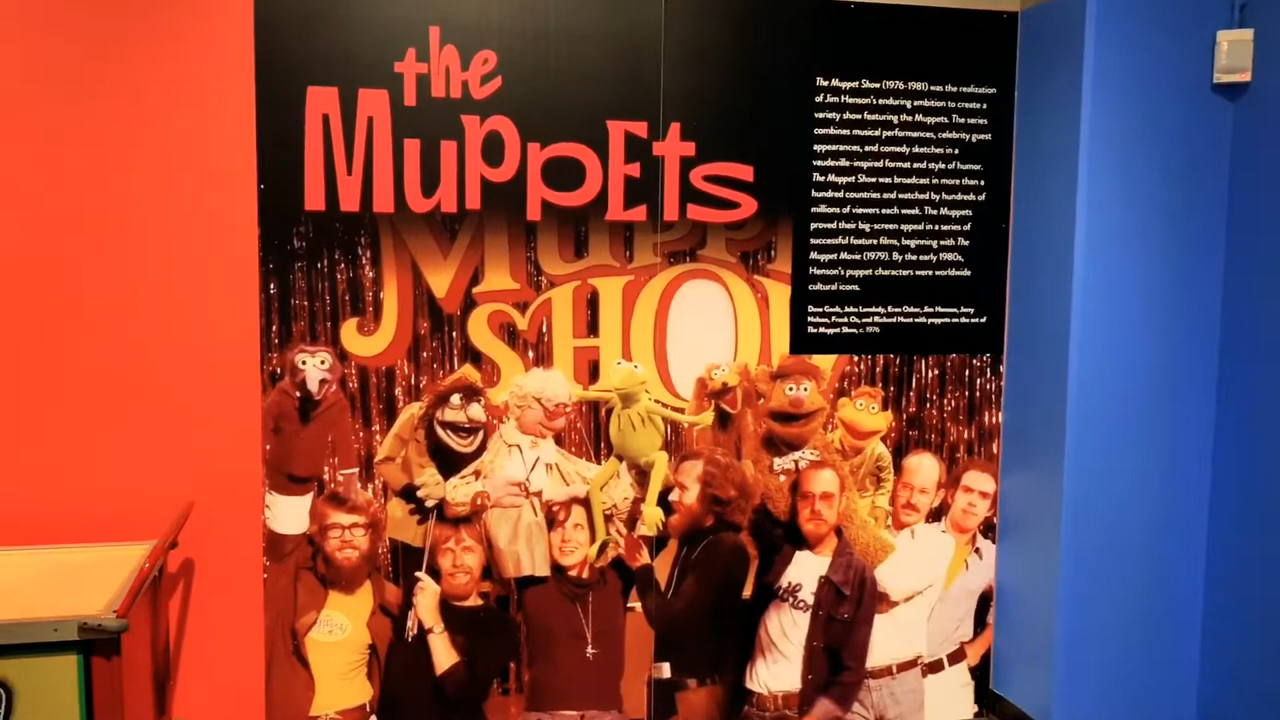 the
Muppets
Muppe
SHOW
The Muppet Show (1976-1981) was the realization
of Jim Henson's enduring ambition to create a
variety show featuring the Muppets. The series
combines musical performances, celebrity guest
appearances, and comedy sketches in a
vaudeville-inspired format and style of humor.
The Muppet Show was broadcast in more than a
hundred countries and watched by hundreds of
millions of viewers each week. The Muppets
proved their big-screen appeal in a series of
successful feature films, beginning with The
Muppet Movie (1979). By the early 1980s,
Henson's puppet characters were worldwide
cultural icons.
Dave Goelz, John Lovelady, Eren Ozker, Jim Henson, Jerry
Nelson, Frank Oz, and Richard Hunt with puppets on the set of
The Muppet Show, c. 1976